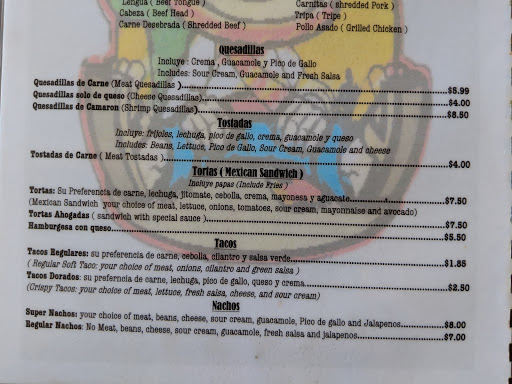 Lengua ( Beef Tongue )
Carnitas ( shredded Pork )
Cabeza ( Beef Head )
Tripa ( Tripe )
Carne Desebrada ( Shredded Beef )
Pollo Asado ( Grilled Chicken )
Quesadillas
Incluye : Crema , Guacamole y Pico de Gallo
Includes: Sour Cream, Guacamole and Fresh Salsa
Quesadillas de Carne (Meat Quesadillas )...$5.99
Quesadillas solo de queso (Cheese Quesadillas)...$4.00
Quesadillas de Camaron (Shrimp Quesadillas)...$8.50
Tostadas
Incluye: frijoles, lechuga, pico de gallo, crema, guacamole y queso
Includes: Beans, Lettuce, Pico de Gallo, Sour Cream, Guacamole and cheese
Tostadas de Carne ( Meat Tostadas )...$4.00
Tortas ( Mexican Sandwich )
Incluye papas (Include Fries )
Tortas: Su Preferencia de carne, lechuga, jitomate, cebolla, crema, mayonesa y aguacate...$7.50
(Mexican Sandwich your choice of meat, lettuce, onions, tomatoes, sour cream, mayonnaise and avocado)
Tortas Ahogadas ( sandwich with special sauce )...$7.50
Hamburgesa con queso...$5.50
Tacos
Tacos Regulares: su preferencia de carne, cebolla, cilantro y salsa verde...$1.85
( Regular Soft Taco: your choice of meat, onions, cilantro and green salsa )
Tacos Dorados: su preferncia de carne, lechuga, pico de gallo, queso y crema...$2.50
(Crispy Tacos: your choice of meat, lettuce, fresh salsa, cheese, and sour cream)
Nachos
Super Nachos: your choice of meat, beans, cheese, sour cream, guacamole, Pico de gallo and Jalapenos...$8.00
Regular Nachos: No Meat, beans, cheese, sour cream, guacamole, fresh salsa and jalapenos...$7.00